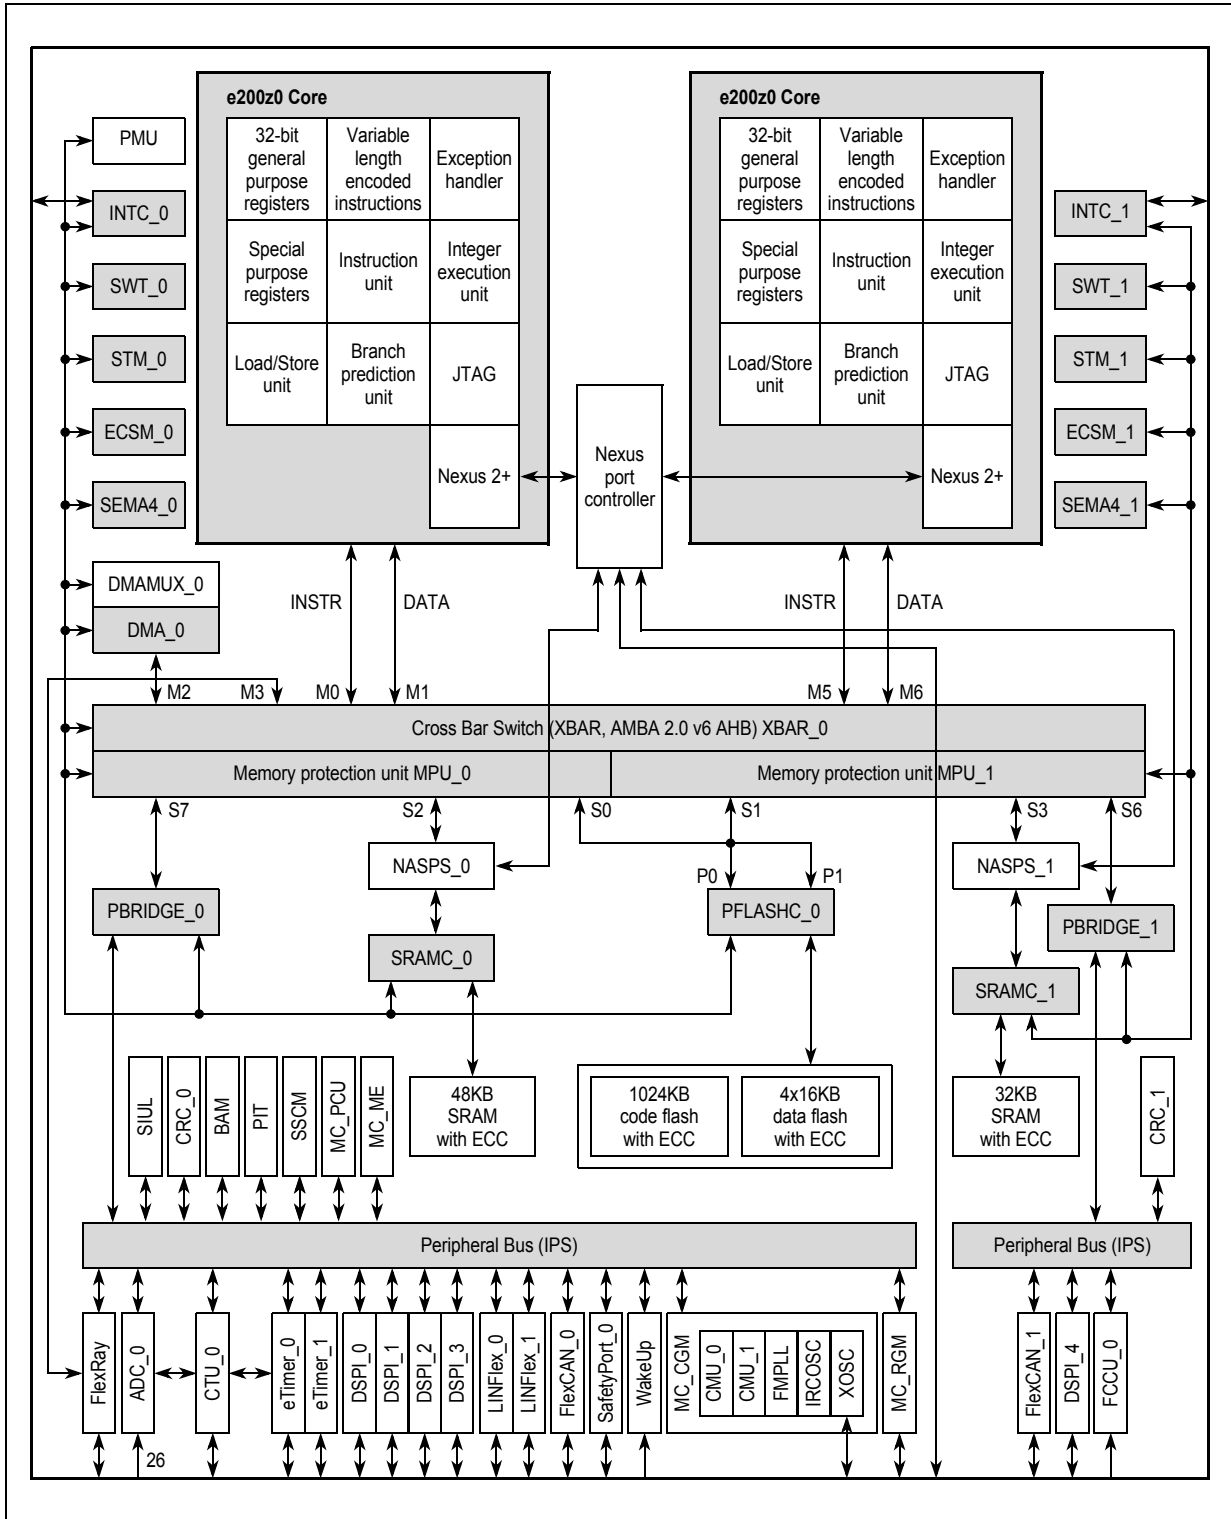 e200z0 Core
32-bit
general
purpose
registers
Variable
length
encoded
instructions
Exception
handler
Special
purpose
registers
Instruction
unit
Integer
execution
unit
Load/Store
unit
Branch
prediction
unit
JTAG
Nexus 2+
e200z0 Core
32-bit
general
purpose
registers
Variable
length
encoded
instructions
Exception
handler
Special
purpose
registers
Instruction
unit
Integer
execution
unit
Load/Store
unit
Branch
prediction
unit
JTAG
Nexus 2+
PMU
INTC_0
SWT_0
STM_0
ECSM_0
SEMA4_0
DMAMUX_0
DMA_0
Nexus
port
controller
INTC_1
SWT_1
STM_1
ECSM_1
SEMA4_1
INSTR
DATA
INSTR
DATA
M2
M3
M0
M1
M5
M6
Cross Bar Switch (XBAR, AMBA 2.0 v6 AHB) XBAR_0
Memory protection unit MPU_0
Memory protection unit MPU_1
S7
S2
S0
S1
S3
S6
NASPS_0
NASPS_1
P0
P1
PBRIDGE_0
PFLASHC_0
PBRIDGE_1
SRAMC_0
SRAMC_1
SIUL
CRC_0
BAM
PIT
SSCM
MC_PCU
MC_ME
48KB
SRAM
with ECC
1024KB
code flash
with ECC
4x16KB
data flash
with ECC
32KB
SRAM
with ECC
CRC_1
Peripheral Bus (IPS)
Peripheral Bus (IPS)
FlexRay
ADC_0
CTU_0
eTimer_0
eTimer_1
DSPI_0
DSPI_1
DSPI_2
DSPI_3
LINFlex_0
LINFlex_1
FlexCAN_0
SafetyPort_0
WakeUp
MC_CGM
CMU_0
CMU_1
FMPLL
IRCOSC
XOSC
MC_RGM
FlexCAN_1
DSPI_4
FCCU_0
26